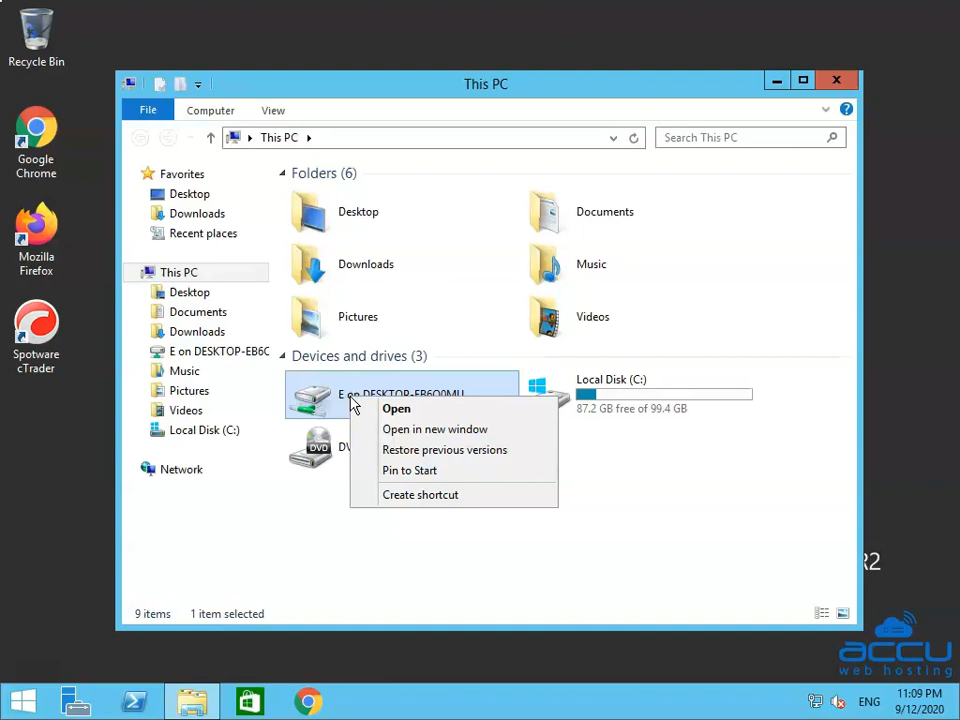 Recycle Bin
Google
Chrome
Mozilla
Firefox
Spotware
cTrader
This PC
File
Computer
View
This PC
Search This PC
Favorites
Desktop
Downloads
Recent places
This PC
Desktop
Documents
Downloads
E on DESKTOP-EB6C
Music
Pictures
Videos
Local Disk (C:)
Network
Folders (6)
Desktop
Documents
Downloads
Music
Pictures
Videos
Devices and drives (3)
Local Disk (C:)
87.2 GB free of 99.4 GB
DVD
Open
Open in new window
Restore previous versions
Pin to Start
Create shortcut
9 items
1 item selected
R2
accu
web hosting
ENG
11:09 PM
9/12/2020